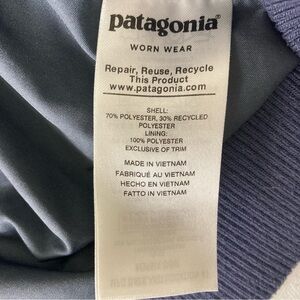 patagonia®
WORN WEAR
Repair, Reuse, Recycle
This Product
www.patagonia.com
SHELL:
70% POLYESTER, 30% RECYCLED
POLYESTER
LINING:
100% POLYESTER
EXCLUSIVE OF TRIM
MADE IN VIETNAM
FABRIQUÉ AU VIETNAM
HECHO EN VIETNAM
FATTO IN VIETNAM